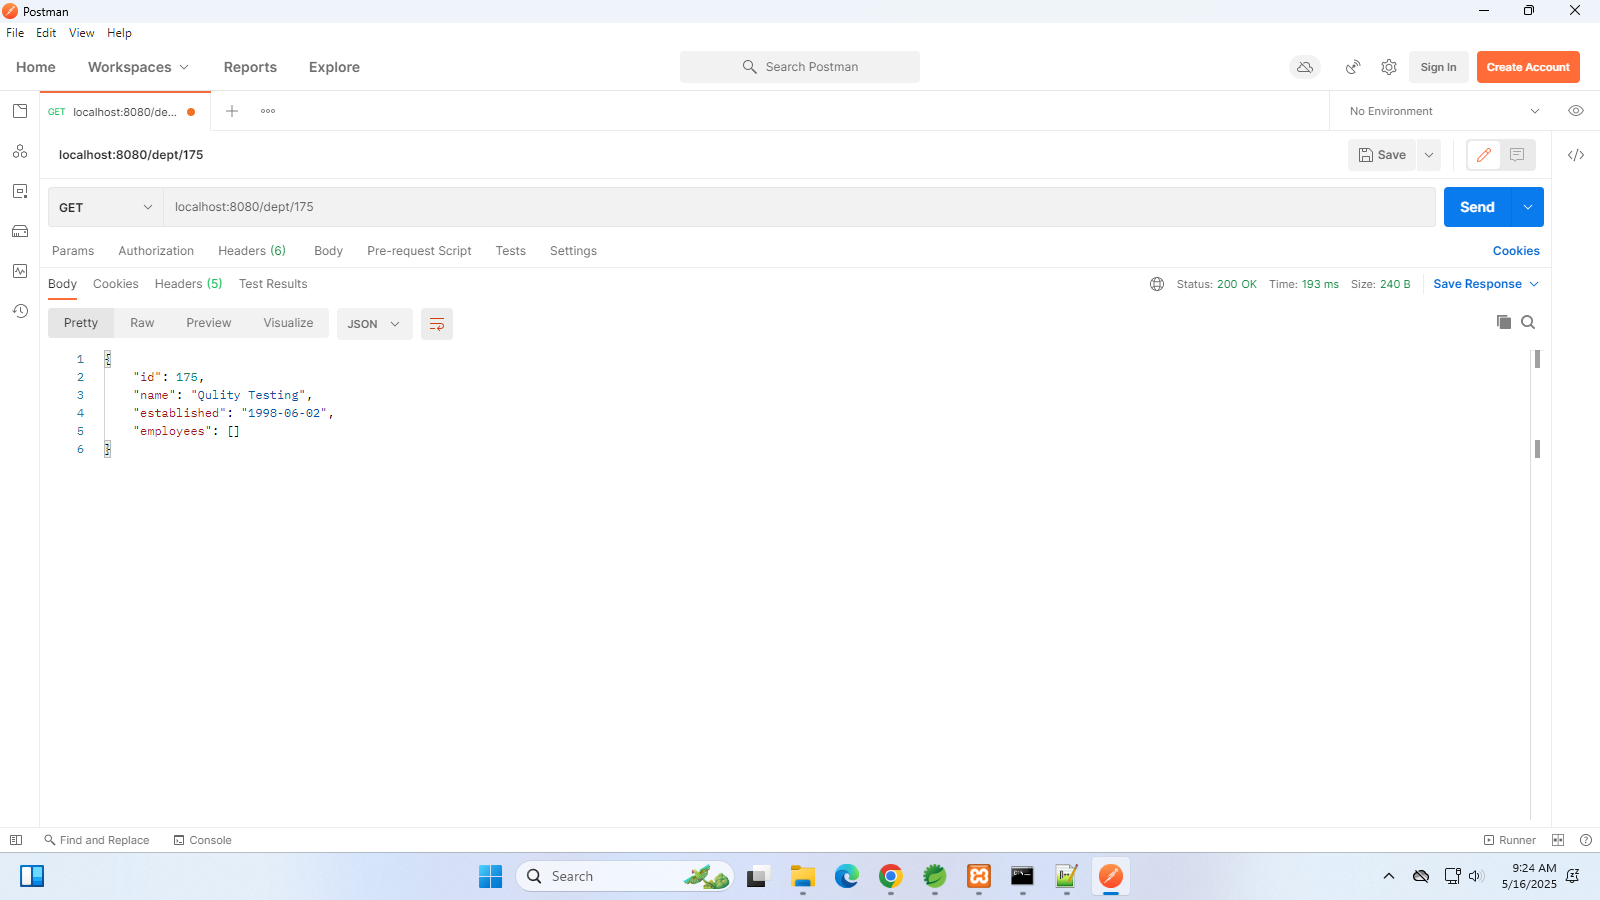 Postman
File Edit View Help
Home Workspaces Reports Explore Search Postman Sign In Create Account
GET localhost:8080/de... No Environment
localhost:8080/dept/175 Save
GET localhost:8080/dept/175 Send
Params Authorization Headers (6) Body Pre-request Script Tests Settings Cookies
Body Cookies Headers (5) Test Results Status: 200 OK Time: 193 ms Size: 240 B Save Response
Pretty Raw Preview Visualize JSON
1 {
2 "id": 175,
3 "name": "Qulity Testing",
4 "established": "1998-06-02",
5 "employees": []
6 }
Find and Replace Console Runner
Search 9:24 AM
5/16/2025